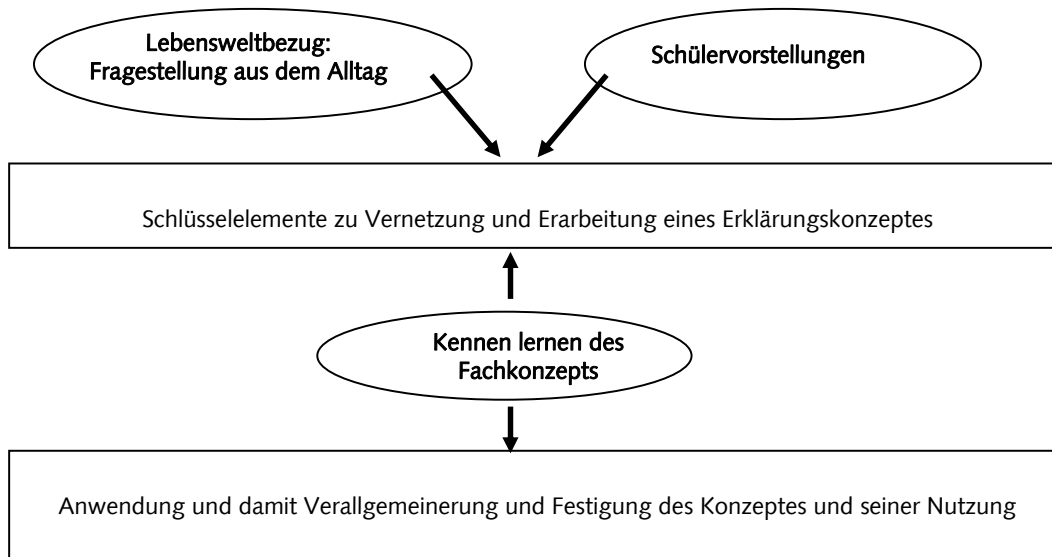 Lebensweltbezug:
Fragestellung aus dem Alltag
Schülervorstellungen
Schlüsselelemente zu Vernetzung und Erarbeitung eines Erklärungskonzeptes
Kennen lernen des
Fachkonzepts
Anwendung und damit Verallgemeinerung und Festigung des Konzeptes und seiner Nutzung